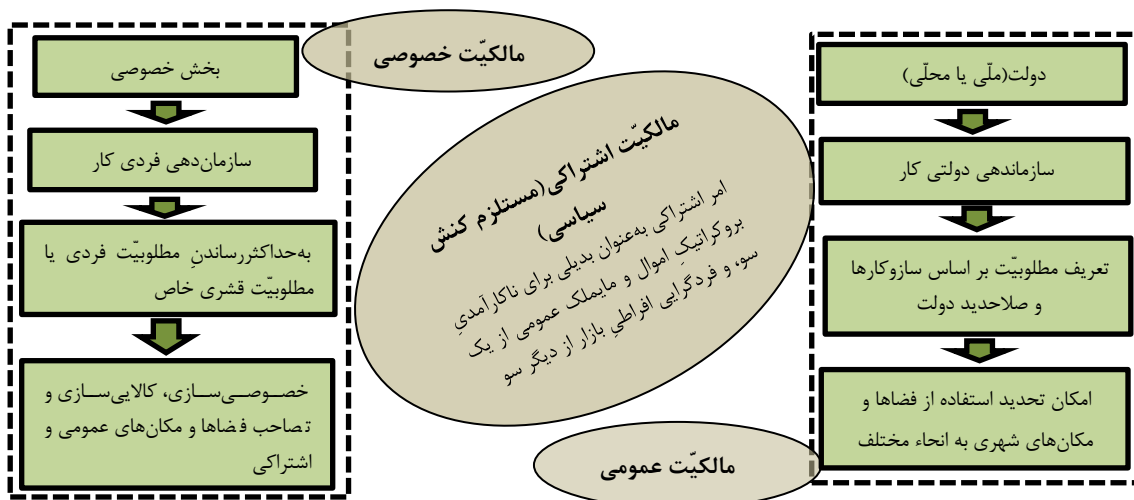 دولت(ملّی یا محلّی)
سازماندهی دولتی کار
تعریف مطلوبیّت بر اساس سازوکارها
و صلاحدید دولت
امکان تحدید استفاده از فضاها و
مکان‌های شهری به انحاء مختلف
مالکیّت خصوصی
مالکیّت اشتراکی(مستلزم کنش
سیاسی)
امر اشتراکی به‌عنوان بدیلی برای ناکارآمدیِ
بروکراتیکِ اموال و مایملک عمومی از یک
سو، و فردگرایی افراطیِ بازار از دیگر سو
مالکیّت عمومی
بخش خصوصی
سازمان‌دهی فردی کار
به‌حداکثررساندنِ مطلوبیّت فردی یا
مطلوبیّت قشری خاص
خصوصی‌سازی، کالایی‌سازی و
تصاحب فضاها و مکان‌های عمومی و
اشتراکی